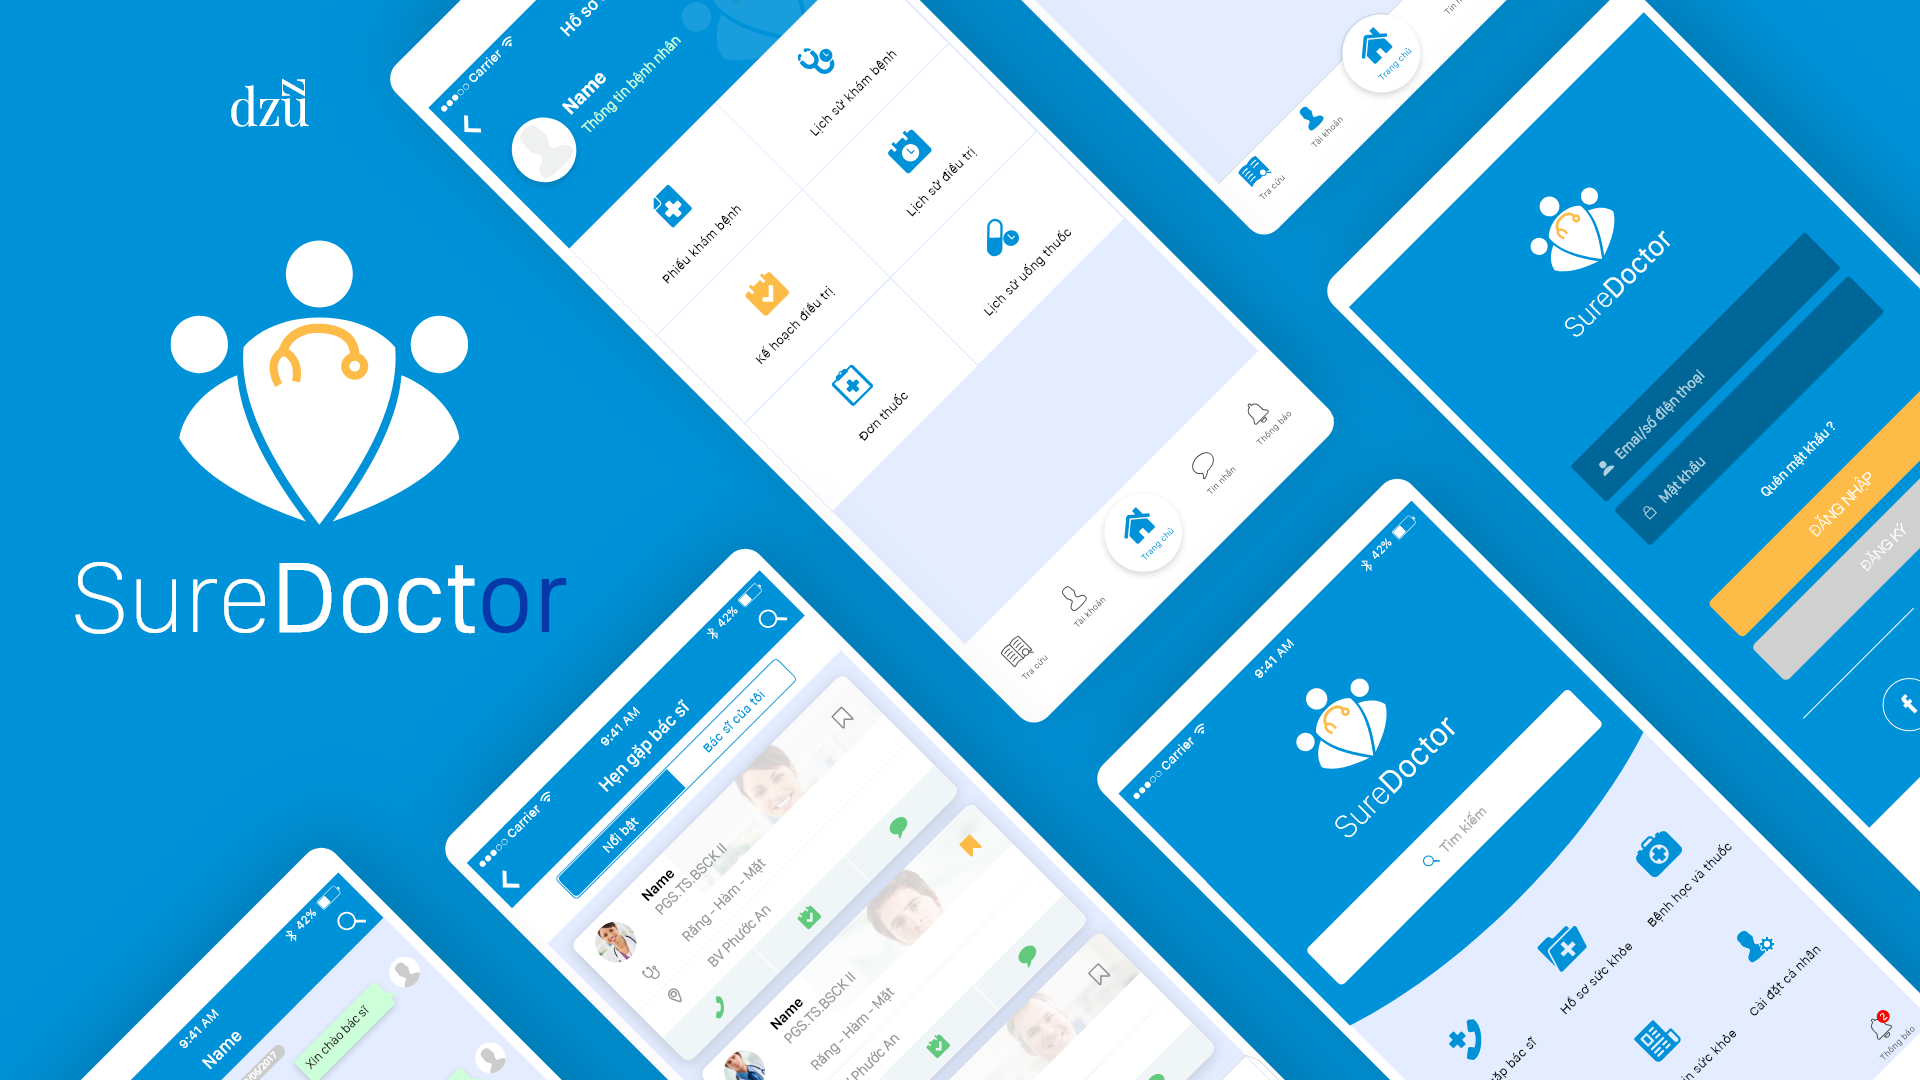 dzuz
SureDoctor
Carrier
Hồ sơ
Name
Thông tin bệnh nhân
Lịch sử khám bệnh
Phiếu khám bệnh
Lịch sử điều trị
Kế hoạch điều trị
Lịch sử uống thuốc
Đơn thuốc
Tra cứu
Tài khoản
Trang chủ
Tin nhắn
Thông báo
Tra cứu
Tài khoản
Trang chủ
SureDoctor
Emai/số điện thoại
Mật khẩu
Quên mật khẩu ?
ĐĂNG NHẬP
ĐĂNG KÝ
f
Carrier
9:41 AM
42%
Hẹn gặp bác sĩ
Nổi bật
Bác sĩ của tôi
Name
PGS.TS.BSCK II
Răng - Hàm - Mặt
BV Phước An
Name
PGS.TS.BSCK II
Răng - Hàm - Mặt
BV Phước An
Carrier
9:41 AM
42%
SureDoctor
Tìm kiếm
Bệnh học và thuốc
Hồ sơ sức khỏe
Cài đặt cá nhân
gặp bác sĩ
sức khỏe
2
Thông báo
9:41 AM
42%
Name
/06/2017
Xin chào bác sĩ